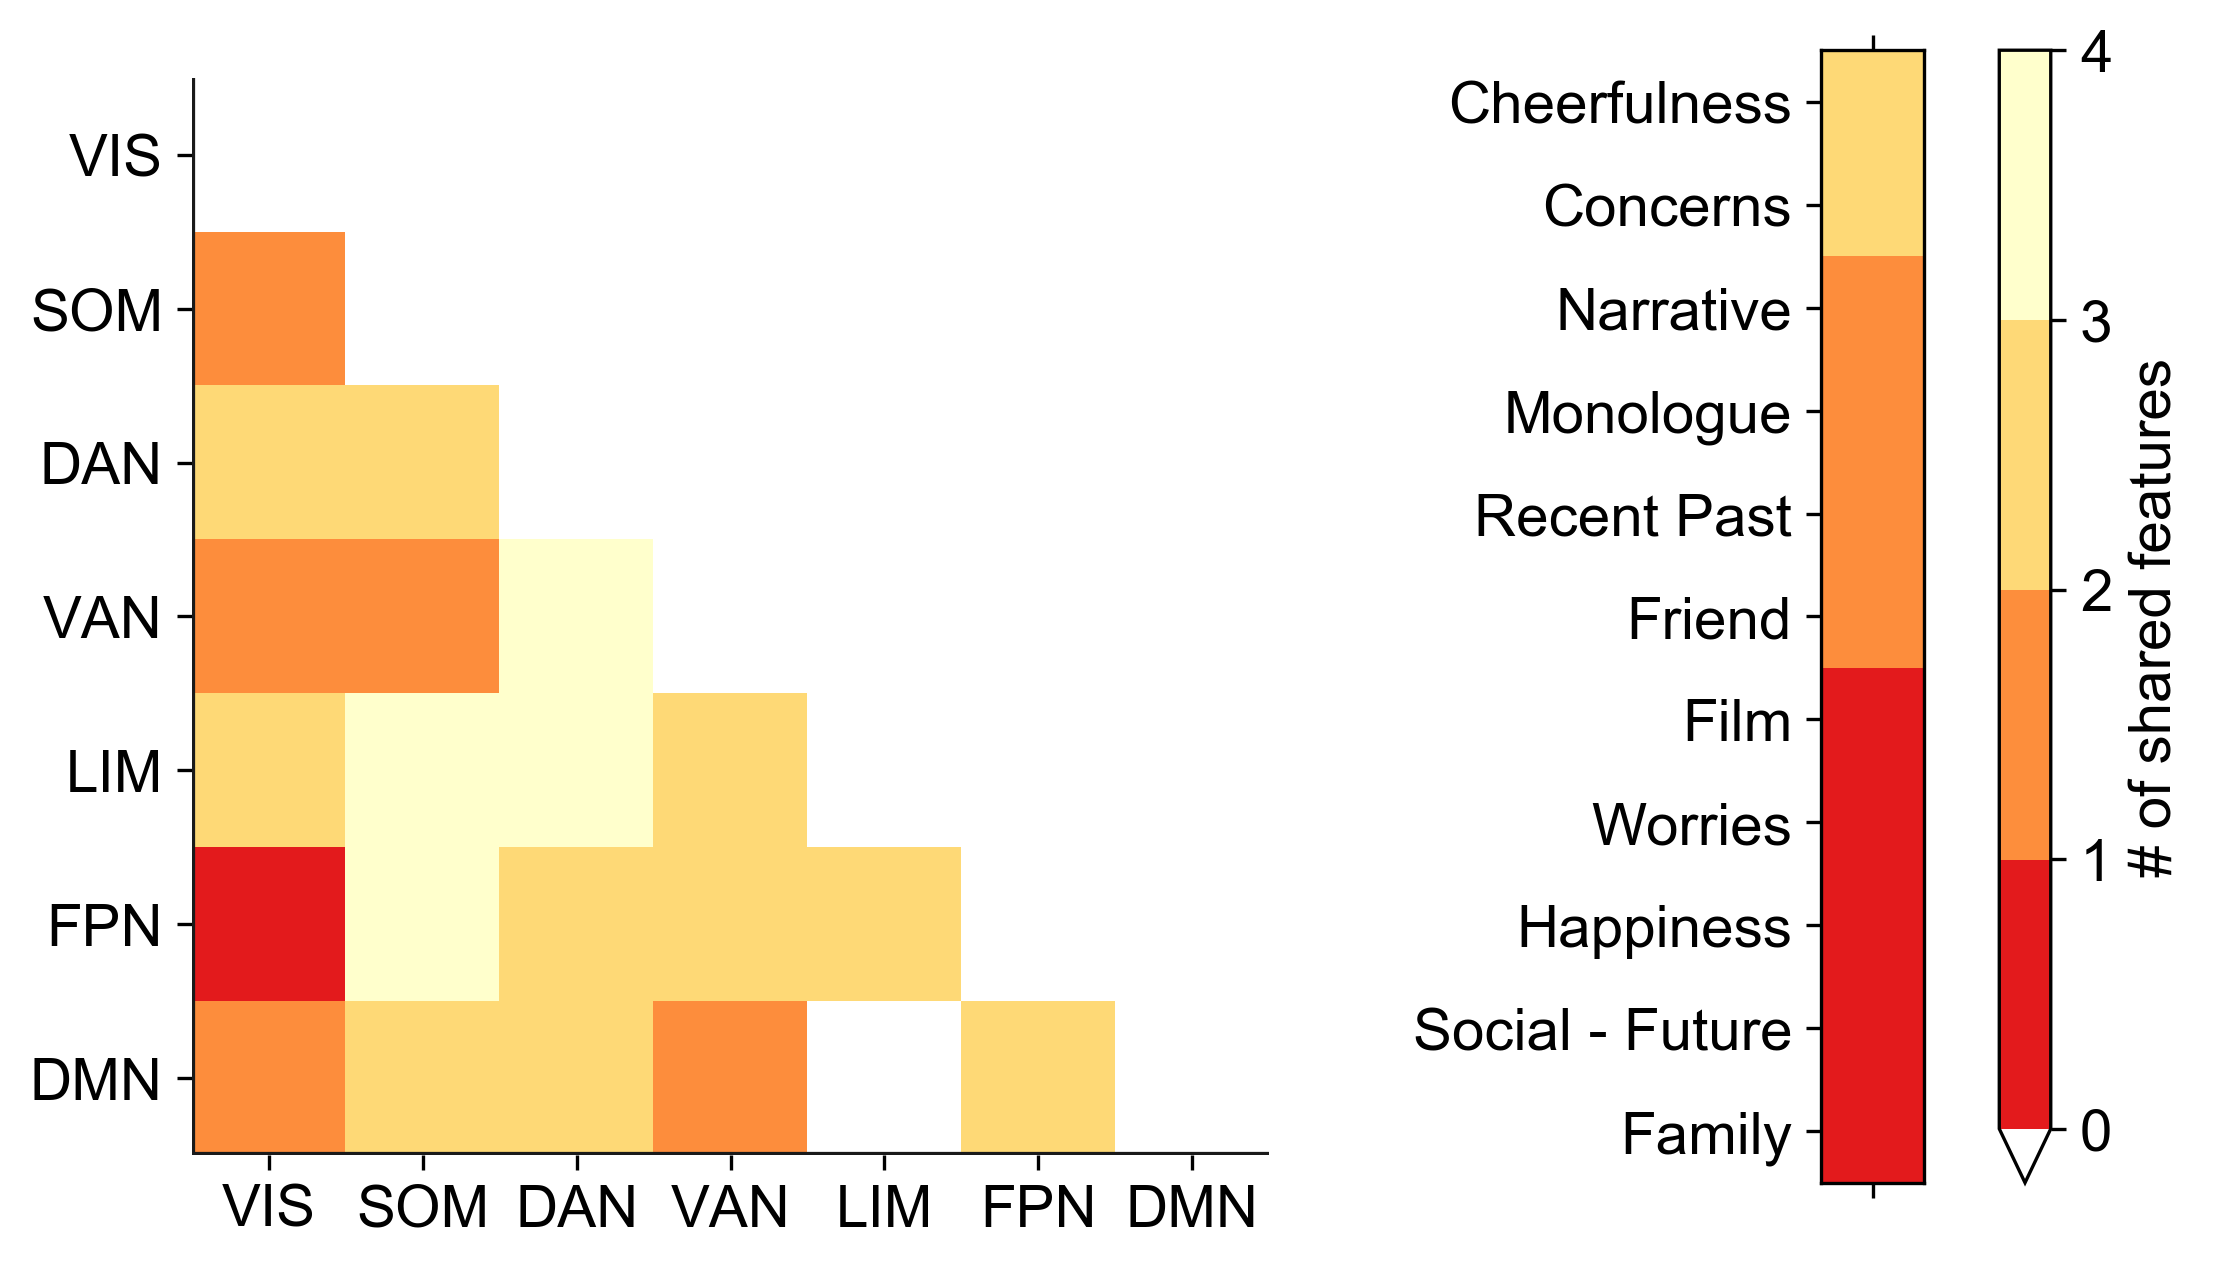 VIS
SOM
DAN
VAN
LIM
FPN
DMN
VIS SOM DAN VAN LIM FPN DMN
Cheerfulness
Concerns
Narrative
Monologue
Recent Past
Friend
Film
Worries
Happiness
Social - Future
Family
4
3
2
1
0
# of shared features